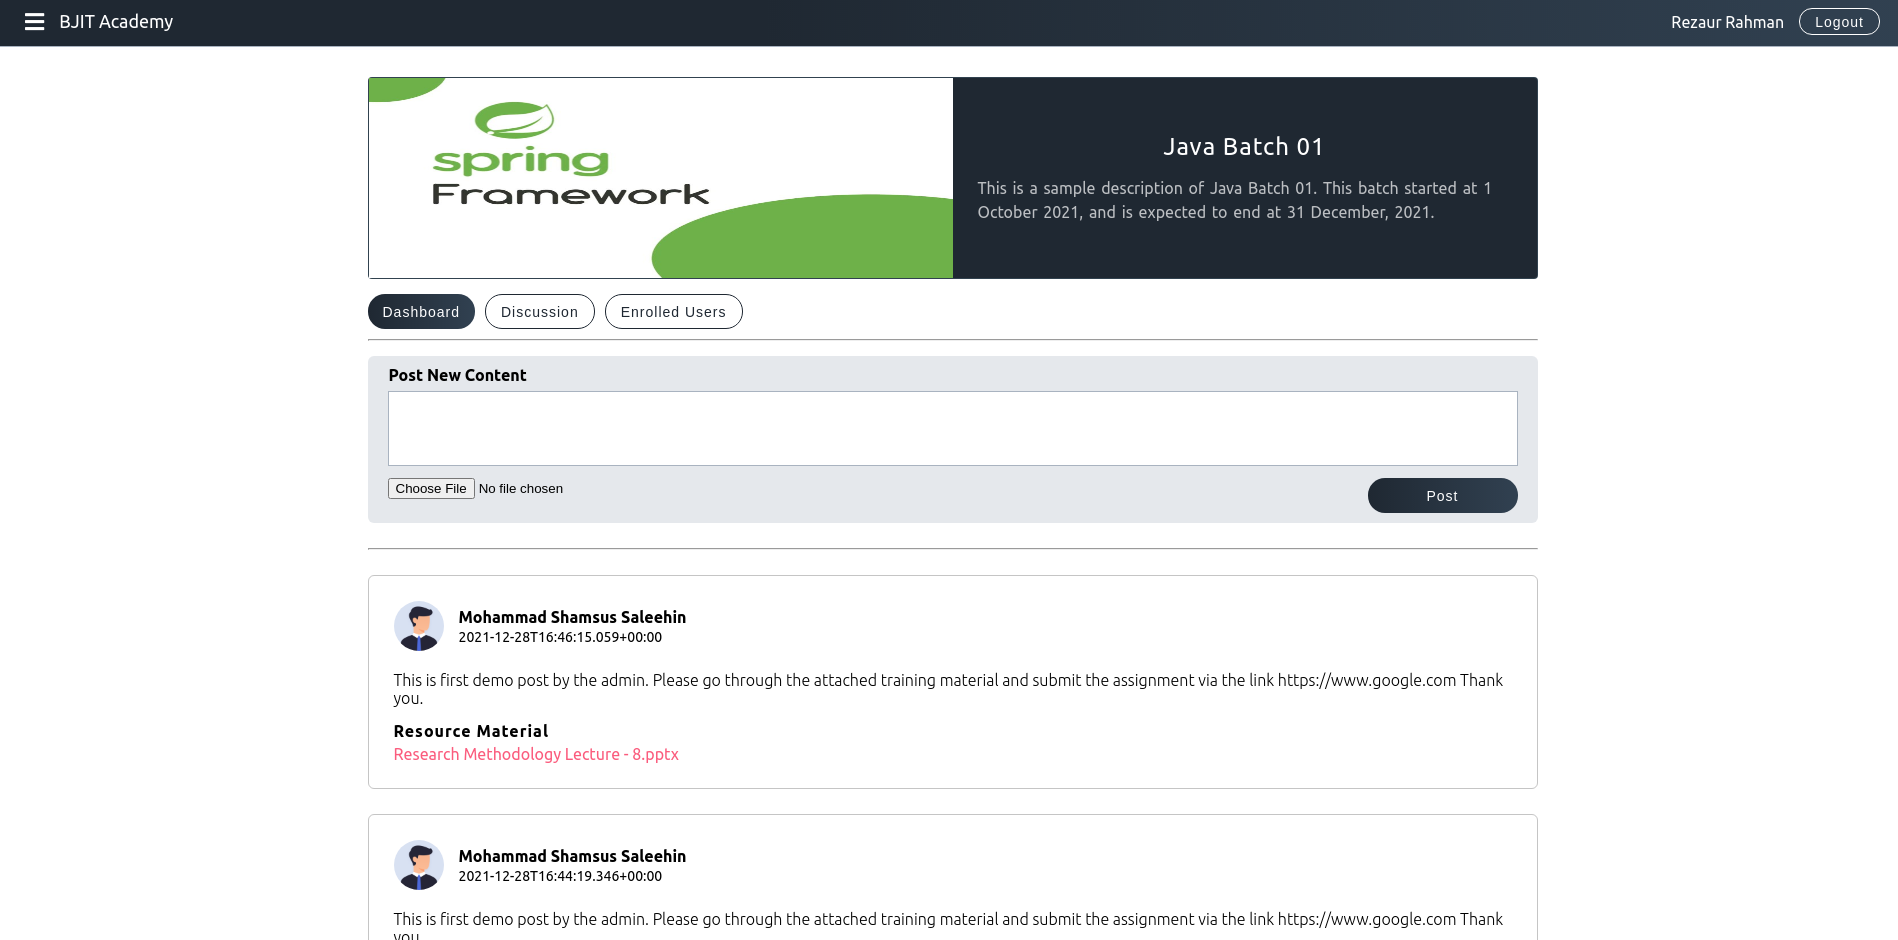 BJIT Academy
Rezaur Rahman
Logout
spring
Framework
Java Batch 01
This is a sample description of Java Batch 01. This batch started at 1
October 2021, and is expected to end at 31 December, 2021.
Dashboard
Discussion
Enrolled Users
Post New Content
Choose File No file chosen
Post
Mohammad Shamsus Saleehin
2021-12-28T16:46:15.059+00:00
This is first demo post by the admin. Please go through the attached training material and submit the assignment via the link https://www.google.com Thank
you.
Resource Material
Research Methodology Lecture - 8.pptx
Mohammad Shamsus Saleehin
2021-12-28T16:44:19.346+00:00
This is first demo post by the admin. Please go through the attached training material and submit the assignment via the link https://www.google.com Thank
you.